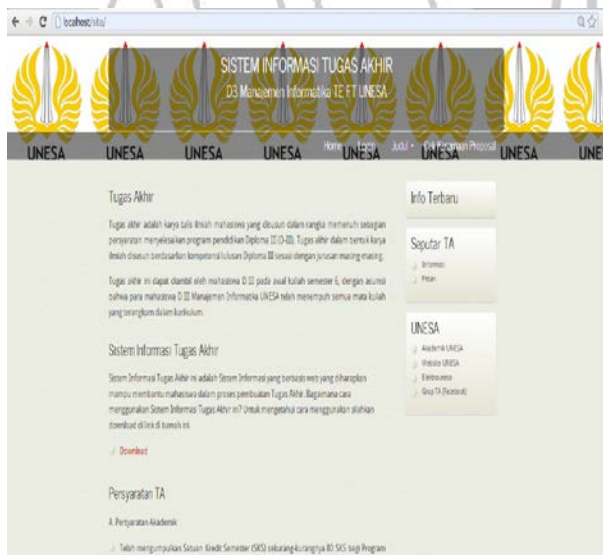 localhost/sita/
SISTEM INFORMASI TUGAS AKHIR
D3 Manajemen Informatika TE FT UNESA
Home Login Judul Cek Kesamaan Proposal
UNESA UNESA UNESA UNESA UNESA UNESA UNESA UNE
Tugas Akhir
Tugas akhir adalah karya tulis ilmiah mahasiswa yang disusun dalam rangka memenuhi sebagian
persyaratan menyelesaikan program pendidikan Diploma III (D-III). Tugas akhir dalam bentuk karya
ilmiah disusun berdasarkan kompetensi lulusan Diploma III sesuai dengan jurusan masing-masing.
Tugas akhir ini dapat diambil oleh mahasiswa D III pada awal kuliah semester 6, dengan asumsi
bahwa para mahasiswa D III Manajemen Informatika UNESA telah menempuh semua mata kuliah
yang terangkum dalam kurikulum.
Sistem Informasi Tugas Akhir
Sistem Informasi Tugas Akhir ini adalah Sistem Informasi yang berbasis web yang diharapkan
mampu membantu mahasiswa dalam proses pembuatan Tugas Akhir. Bagaimana cara
menggunakan Sistem Informasi Tugas Akhir ini? Untuk mengetahui cara menggunakan silahkan
download di link di bawah ini
Download
Persyaratan TA
A. Persyaratan Akademik
Telah mengumpulkan Satuan Kredit Semester (SKS) sekurang-kurangnya 80 SKS bagi Program
Info Terbaru
Seputar TA
Informasi
Pesan
UNESA
Akademik UNESA
Website UNESA
Elektrounesa
Grup TA (Facebook)